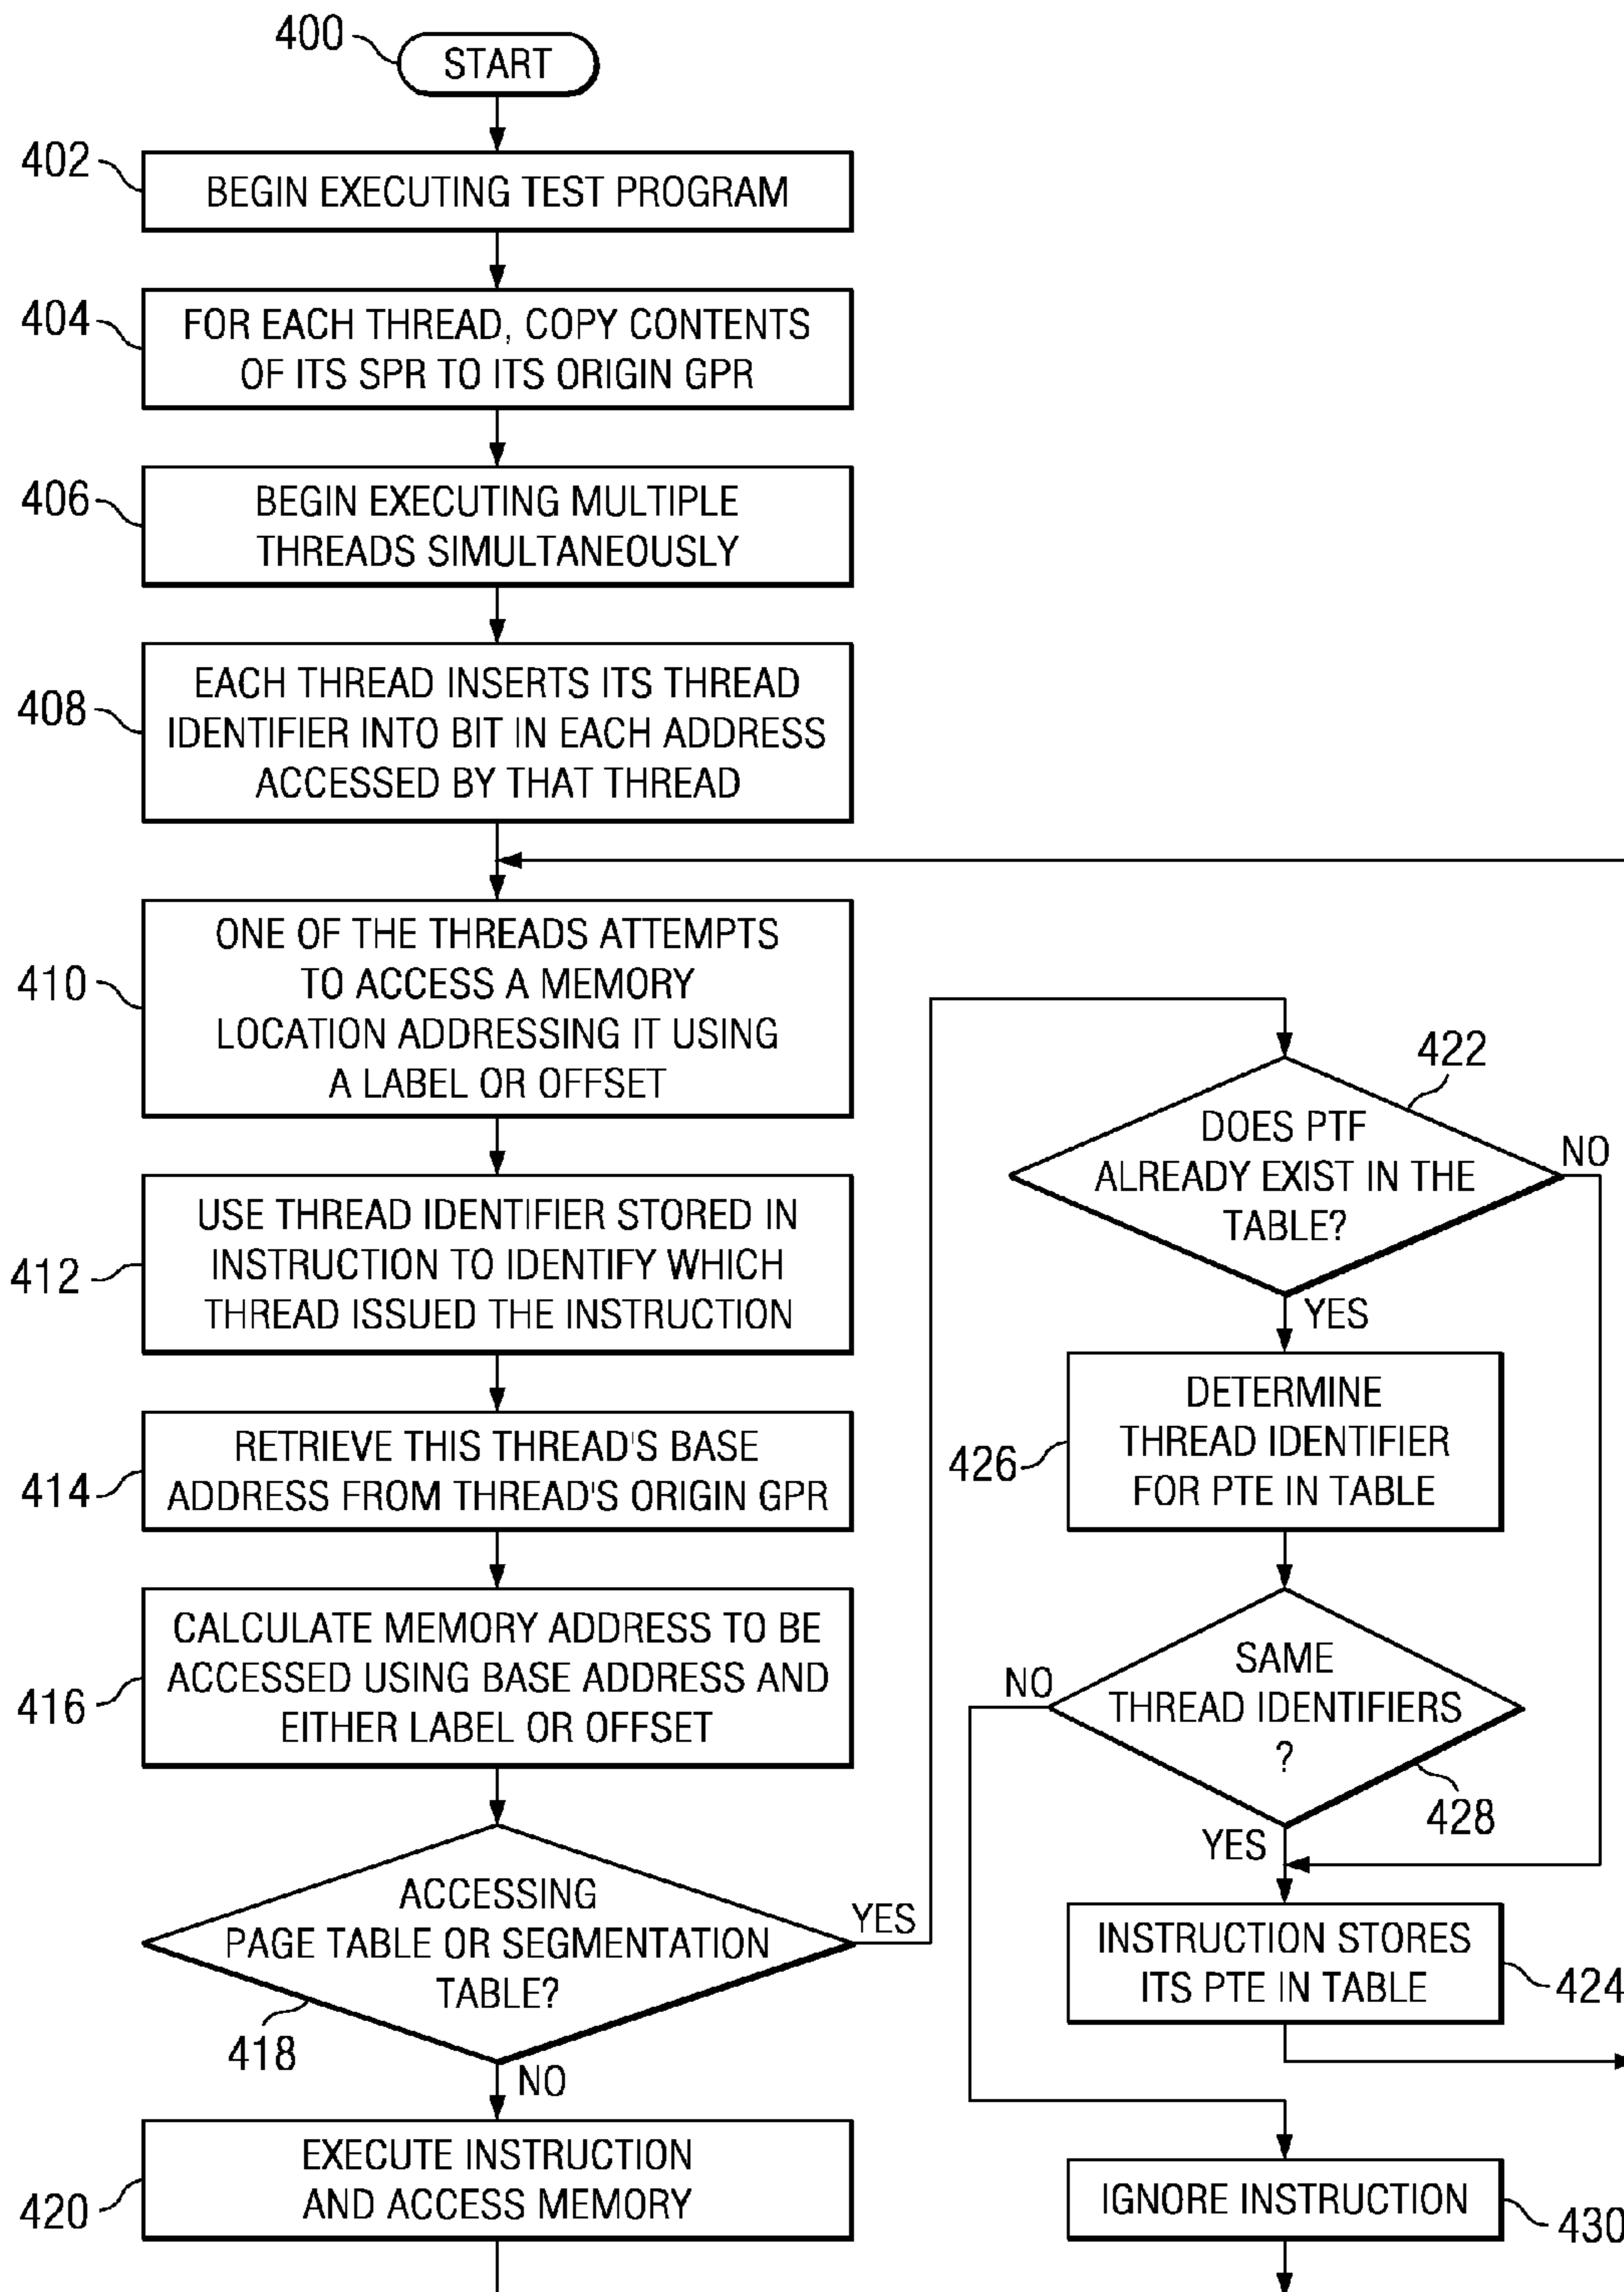 400
START
402
BEGIN EXECUTING TEST PROGRAM
404
FOR EACH THREAD, COPY CONTENTS
OF ITS SPR TO ITS ORIGIN GPR
406
BEGIN EXECUTING MULTIPLE
THREADS SIMULTANEOUSLY
408
EACH THREAD INSERTS ITS THREAD
IDENTIFIER INTO BIT IN EACH ADDRESS
ACCESSED BY THAT THREAD
410
ONE OF THE THREADS ATTEMPTS
TO ACCESS A MEMORY
LOCATION ADDRESSING IT USING
A LABEL OR OFFSET
412
USE THREAD IDENTIFIER STORED IN
INSTRUCTION TO IDENTIFY WHICH
THREAD ISSUED THE INSTRUCTION
414
RETRIEVE THIS THREAD'S BASE
ADDRESS FROM THREAD'S ORIGIN GPR
416
CALCULATE MEMORY ADDRESS TO BE
ACCESSED USING BASE ADDRESS AND
EITHER LABEL OR OFFSET
ACCESSING
PAGE TABLE OR SEGMENTATION
TABLE?
418
YES
NO
420
EXECUTE INSTRUCTION
AND ACCESS MEMORY
422
DOES PTF
ALREADY EXIST IN THE
TABLE?
NO
YES
426
DETERMINE
THREAD IDENTIFIER
FOR PTE IN TABLE
SAME
THREAD IDENTIFIERS
?
NO
428
YES
INSTRUCTION STORES
ITS PTE IN TABLE
424
IGNORE INSTRUCTION
430